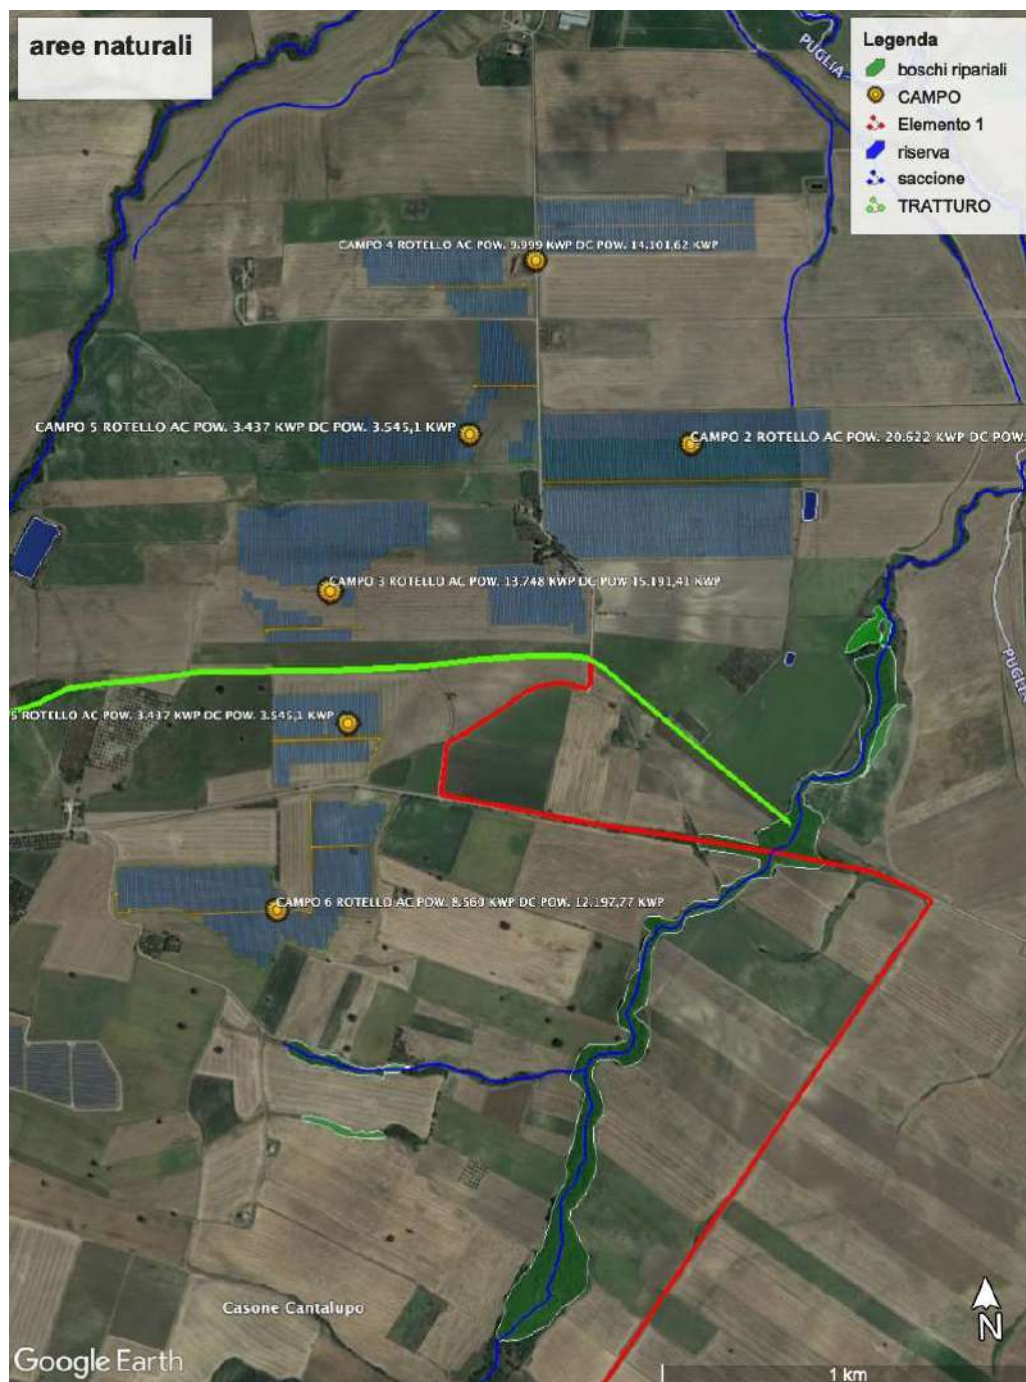 aree naturali
Legenda
boschi ripariali
CAMPO
Elemento 1
riserva
saccione
TRATTURO
PUGLIA
CAMPO 4 ROTELLO AC POW. 9.999 KWP DC POW. 14.101,62 KWP
CAMPO 5 ROTELLO AC POW. 3.437 KWP DC POW. 3.545,1 KWP
CAMPO 2 ROTELLO AC POW. 20.622 KWP DC POW.
CAMPO 3 ROTELLO AC POW. 13.748 KWP DC POW 15.191,41 KWP
PUGLIA
5 ROTELLO AC POW. 3.437 KWP DC POW. 3.545,1 KWP
CAMPO 6 ROTELLO AC POW. 8.560 KWP DC POW. 12.197,77 KWP
Casone Cantalupo
N
Google Earth
1 km